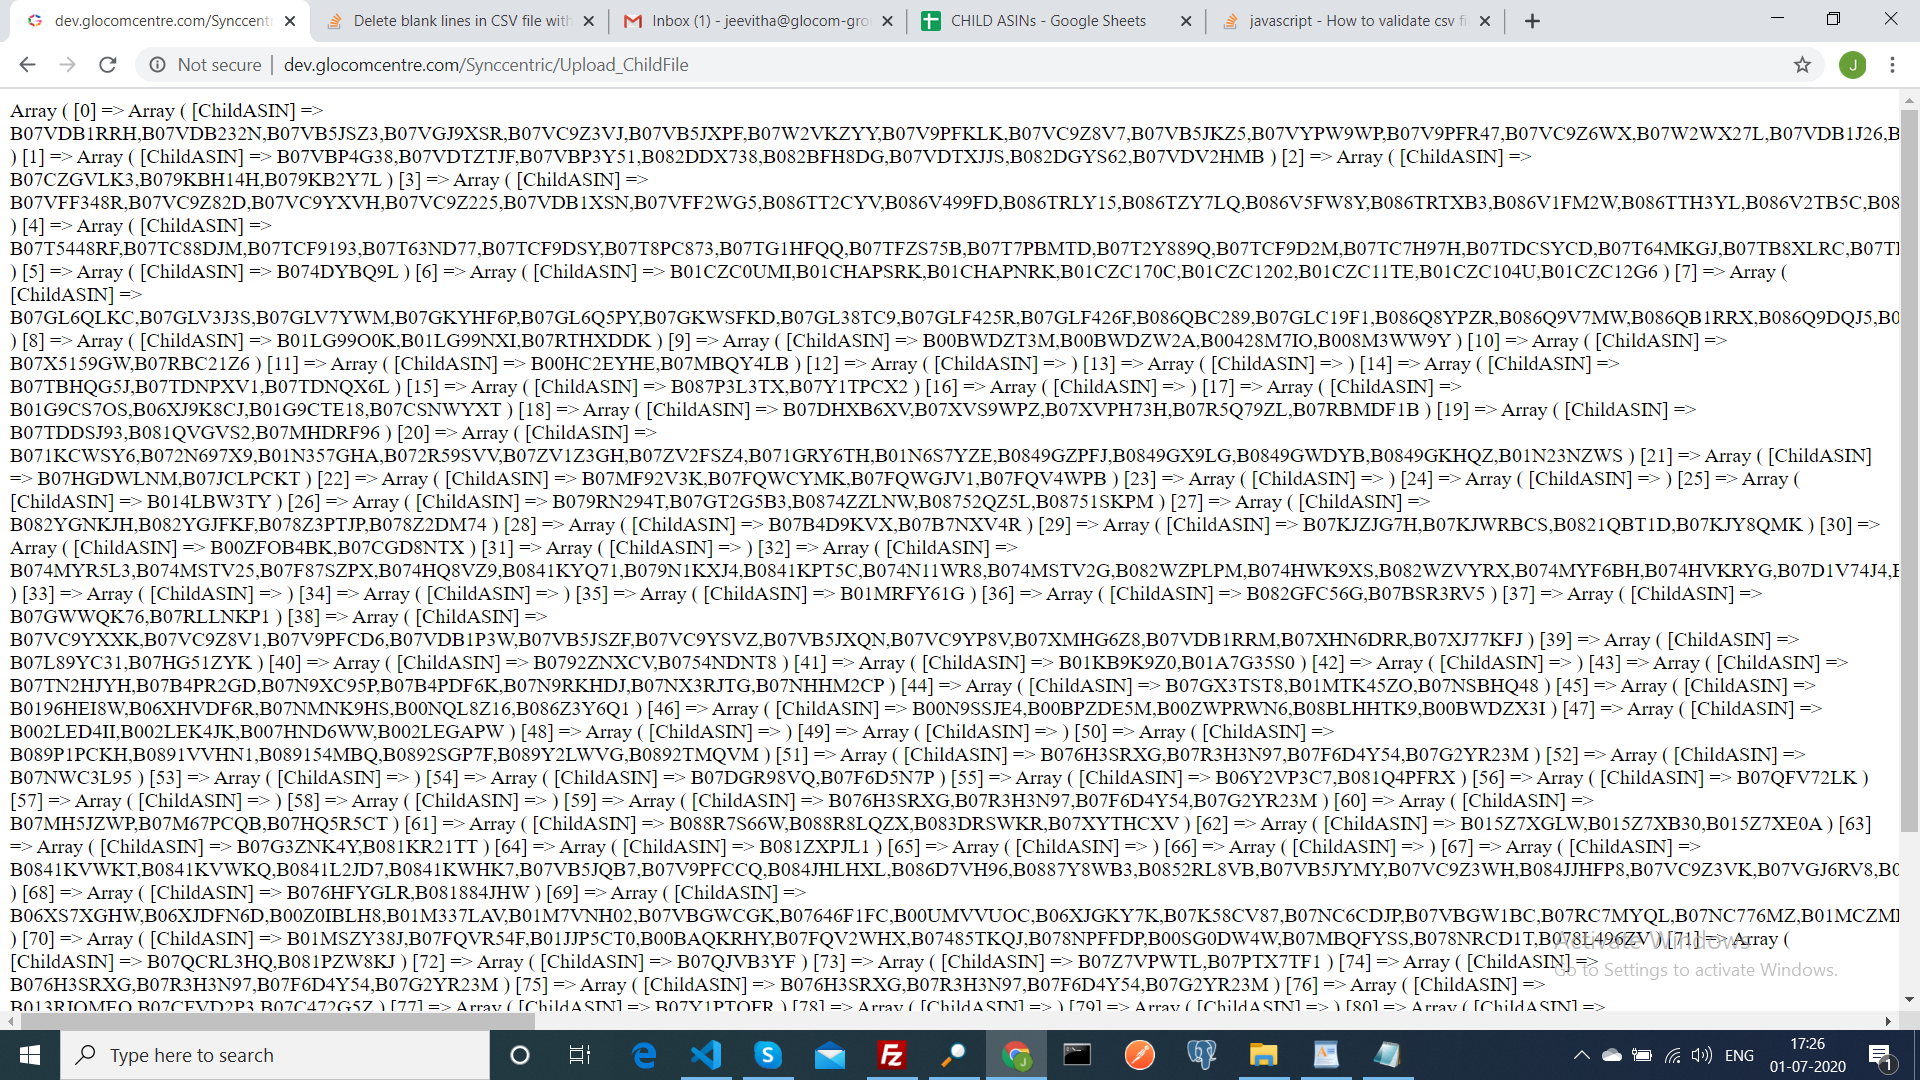 dev.glocomcentre.com/Synccentr
Delete blank lines in CSV file with
Inbox (1) - jeevitha@glocom-gro
CHILD ASINs - Google Sheets
javascript - How to validate csv fi
Not secure
dev.glocomcentre.com/Synccentric/Upload_ChildFile
J
Array ( [0] => Array ( [ChildASIN] =>
B07VDB1RRH,B07VDB232N,B07VB5JSZ3,B07VGJ9XSR,B07VC9Z3VJ,B07VB5JXPF,B07W2VKZYY,B07V9PFKLK,B07VC9Z8V7,B07VB5JKZ5,B07VYPW9WP,B07V9PFR47,B07VC9Z6WX,B07W2WX27L,B07VDB1J26,B
) [1] => Array ( [ChildASIN] => B07VBP4G38,B07VDTZTJF,B07VBP3Y51,B082DDX738,B082BFH8DG,B07VDTXJJS,B082DGYS62,B07VDV2HMB ) [2] => Array ( [ChildASIN] =>
B07CZGVLK3,B079KBH14H,B079KB2Y7L ) [3] => Array ( [ChildASIN] =>
B07VFF348R,B07VC9Z82D,B07VC9YXVH,B07VC9Z225,B07VDB1XSN,B07VFF2WG5,B086TT2CYV,B086V499FD,B086TRLY15,B086TZY7LQ,B086V5FW8Y,B086TRTXB3,B086V1FM2W,B086TTH3YL,B086V2TB5C,B08
) [4] => Array ( [ChildASIN] =>
B07T5448RF,B07TC88DJM,B07TCF9193,B07T63ND77,B07TCF9DSY,B07T8PC873,B07TG1HFQQ,B07TFZS75B,B07T7PBMTD,B07T2Y889Q,B07TCF9D2M,B07TC7H97H,B07TDCSYCD,B07T64MKGJ,B07TB8XLRC,B07T
) [5] => Array ( [ChildASIN] => B074DYBQ9L ) [6] => Array ( [ChildASIN] => B01CZC0UMI,B01CHAPSRK,B01CHAPNRK,B01CZC170C,B01CZC1202,B01CZC11TE,B01CZC104U,B01CZC12G6 ) [7] => Array (
[ChildASIN] =>
B07GL6QLKC,B07GLV3J3S,B07GLV7YWM,B07GKYHF6P,B07GL6Q5PY,B07GKWSFKD,B07GL38TC9,B07GLF425R,B07GLF426F,B086QBC289,B07GLC19F1,B086Q8YPZR,B086Q9V7MW,B086QB1RRX,B086Q9DQJ5,B0
) [8] => Array ( [ChildASIN] => B01LG99O0K,B01LG99NXI,B07RTHXDDK ) [9] => Array ( [ChildASIN] => B00BWDZT3M,B00BWDZW2A,B00428M7IO,B008M3WW9Y ) [10] => Array ( [ChildASIN] =>
B07X5159GW,B07RBC21Z6 ) [11] => Array ( [ChildASIN] => B00HC2EYHE,B07MBQY4LB ) [12] => Array ( [ChildASIN] => ) [13] => Array ( [ChildASIN] => ) [14] => Array ( [ChildASIN] =>
B07TBHQG5J,B07TDNPXV1,B07TDNQX6L ) [15] => Array ( [ChildASIN] => B087P3L3TX,B07Y1TPCX2 ) [16] => Array ( [ChildASIN] => ) [17] => Array ( [ChildASIN] =>
B01G9CS7OS,B06XJ9K8CJ,B01G9CTE18,B07CSNWYXT ) [18] => Array ( [ChildASIN] => B07DHXB6XV,B07XVS9WPZ,B07XVPH73H,B07R5Q79ZL,B07RBMDF1B ) [19] => Array ( [ChildASIN] =>
B07TDDSJ93,B081QVGVS2,B07MHDRF96 ) [20] => Array ( [ChildASIN] =>
B071KCWSY6,B072N697X9,B01N357GHA,B072R59SVV,B07ZV1Z3GH,B07ZV2FSZ4,B071GRY6TH,B01N6S7YZE,B0849GZPFJ,B0849GX9LG,B0849GWDYB,B0849GKHQZ,B01N23NZWS ) [21] => Array ( [ChildASIN]
=> B07HGDWLNM,B07JCLPCKT ) [22] => Array ( [ChildASIN] => B07MF92V3K,B07FQWCYMK,B07FQWGJV1,B07FQV4WPB ) [23] => Array ( [ChildASIN] => ) [24] => Array ( [ChildASIN] => ) [25] => Array (
[ChildASIN] => B014LBW3TY ) [26] => Array ( [ChildASIN] => B079RN294T,B07GT2G5B3,B0874ZZLNW,B08752QZ5L,B08751SKPM ) [27] => Array ( [ChildASIN] =>
B082YGNKJH,B082YGJFKF,B078Z3PTJP,B078Z2DM74 ) [28] => Array ( [ChildASIN] => B07B4D9KVX,B07B7NXV4R ) [29] => Array ( [ChildASIN] => B07KJZJG7H,B07KJWRBCS,B0821QBT1D,B07KJY8QMK ) [30] =>
Array ( [ChildASIN] => B00ZFOB4BK,B07CGD8NTX ) [31] => Array ( [ChildASIN] => ) [32] => Array ( [ChildASIN] =>
B074MYR5L3,B074MSTV25,B07F87SZPX,B074HQ8VZ9,B0841KYQ71,B079N1KXJ4,B0841KPT5C,B074N11WR8,B074MSTV2G,B082WZPLPM,B074HWK9XS,B082WZVYRX,B074MYF6BH,B074HVKRYG,B07D1V74J4,B
) [33] => Array ( [ChildASIN] => ) [34] => Array ( [ChildASIN] => ) [35] => Array ( [ChildASIN] => B01MRFY61G ) [36] => Array ( [ChildASIN] => B082GFC56G,B07BSR3RV5 ) [37] => Array ( [ChildASIN] =>
B07GWWQK76,B07RLLNKP1 ) [38] => Array ( [ChildASIN] =>
B07VC9YXXK,B07VC9Z8V1,B07V9PFCD6,B07VDB1P3W,B07VB5JSZF,B07VC9YSVZ,B07VB5JXQN,B07VC9YP8V,B07XMHG6Z8,B07VDB1RRM,B07XHN6DRR,B07XJ77KFJ ) [39] => Array ( [ChildASIN] =>
B07L89YC31,B07HG51ZYK ) [40] => Array ( [ChildASIN] => B0792ZNXCV,B0754NDNT8 ) [41] => Array ( [ChildASIN] => B01KB9K9Z0,B01A7G35S0 ) [42] => Array ( [ChildASIN] => ) [43] => Array ( [ChildASIN] =>
B07TN2HJYH,B07B4PR2GD,B07N9XC95P,B07B4PDF6K,B07N9RKHDJ,B07NX3RJTG,B07NHHM2CP ) [44] => Array ( [ChildASIN] => B07GX3TST8,B01MTK45ZO,B07NSBHQ48 ) [45] => Array ( [ChildASIN] =>
B0196HEI8W,B06XHVDF6R,B07NMNK9HS,B00NQL8Z16,B086Z3Y6Q1 ) [46] => Array ( [ChildASIN] => B00N9SSJE4,B00BPZDE5M,B00ZWPRWN6,B08BLHHTK9,B00BWDZX3I ) [47] => Array ( [ChildASIN] =>
B002LED4II,B002LEK4JK,B007HND6WW,B002LEGAPW ) [48] => Array ( [ChildASIN] => ) [49] => Array ( [ChildASIN] => ) [50] => Array ( [ChildASIN] =>
B089P1PCKH,B0891VVHN1,B089154MBQ,B0892SGP7F,B089Y2LWVG,B0892TMQVM ) [51] => Array ( [ChildASIN] => B076H3SRXG,B07R3H3N97,B07F6D4Y54,B07G2YR23M ) [52] => Array ( [ChildASIN] =>
B07NWC3L95 ) [53] => Array ( [ChildASIN] => ) [54] => Array ( [ChildASIN] => B07DGR98VQ,B07F6D5N7P ) [55] => Array ( [ChildASIN] => B06Y2VP3C7,B081Q4PFRX ) [56] => Array ( [ChildASIN] => B07QFV72LK )
[57] => Array ( [ChildASIN] => ) [58] => Array ( [ChildASIN] => ) [59] => Array ( [ChildASIN] => B076H3SRXG,B07R3H3N97,B07F6D4Y54,B07G2YR23M ) [60] => Array ( [ChildASIN] =>
B07MH5JZWP,B07M67PCQB,B07HQ5R5CT ) [61] => Array ( [ChildASIN] => B088R7S66W,B088R8LQZX,B083DRSWKR,B07XYTHCXV ) [62] => Array ( [ChildASIN] => B015Z7XGLW,B015Z7XB30,B015Z7XE0A ) [63]
=> Array ( [ChildASIN] => B07G3ZNK4Y,B081KR21TT ) [64] => Array ( [ChildASIN] => B081ZXPJL1 ) [65] => Array ( [ChildASIN] => ) [66] => Array ( [ChildASIN] => ) [67] => Array ( [ChildASIN] =>
B0841KVWKT,B0841KVWKQ,B0841L2JD7,B0841KWHK7,B07VB5JQB7,B07V9PFCCQ,B084JHLHXL,B086D7VH96,B0887Y8WB3,B0852RL8VB,B07VB5JYMY,B07VC9Z3WH,B084JJHFP8,B07VC9Z3VK,B07VGJ6RV8,B0
) [68] => Array ( [ChildASIN] => B076HFYGLR,B081884JHW ) [69] => Array ( [ChildASIN] =>
B06XS7XGHW,B06XJDFN6D,B00Z0IBLH8,B01M337LAV,B01M7VNH02,B07VBGWCGK,B07646F1FC,B00UMVVUOC,B06XJGKY7K,B07K58CV87,B07NC6CDJP,B07VBGW1BC,B07RC7MYQL,B07NC776MZ,B01MCZM
) [70] => Array ( [ChildASIN] => B01MSZY38J,B07FQVR54F,B01JJP5CT0,B00BAQKRHY,B07FQV2WHX,B07485TKQJ,B078NPFFDP,B00SG0DW4W,B07MBQFYSS,B078NRCD1T,B078L496ZV ) [71] => Array (
[ChildASIN] => B07QCRL3HQ,B081PZW8KJ ) [72] => Array ( [ChildASIN] => B07QJVB3YF ) [73] => Array ( [ChildASIN] => B07Z7VPWTL,B07PTX7TF1 ) [74] => Array ( [ChildASIN] =>
B076H3SRXG,B07R3H3N97,B07F6D4Y54,B07G2YR23M ) [75] => Array ( [ChildASIN] => B076H3SRXG,B07R3H3N97,B07F6D4Y54,B07G2YR23M ) [76] => Array ( [ChildASIN] =>
B013RIQMEQ,B07CFVD2P3,B07C472G5Z ) [77] => Array ( [ChildASIN] => B07Y1PTQFR ) [78] => Array ( [ChildASIN] => ) [79] => Array ( [ChildASIN] => ) [80] => Array ( [ChildASIN] =>
Activate Windows
Go to Settings to activate Windows.
Type here to search
ENG
17:26
01-07-2020
1